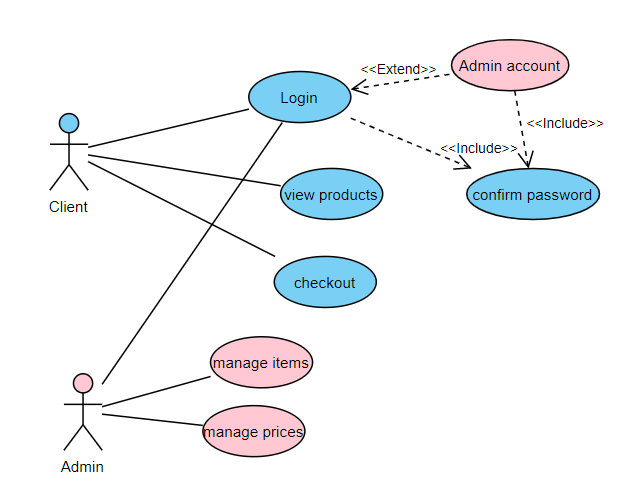 <<Extend>>
Admin account
Login
<<Include>>
<<Include>>
Client
view products
confirm password
checkout
manage items
manage prices
Admin